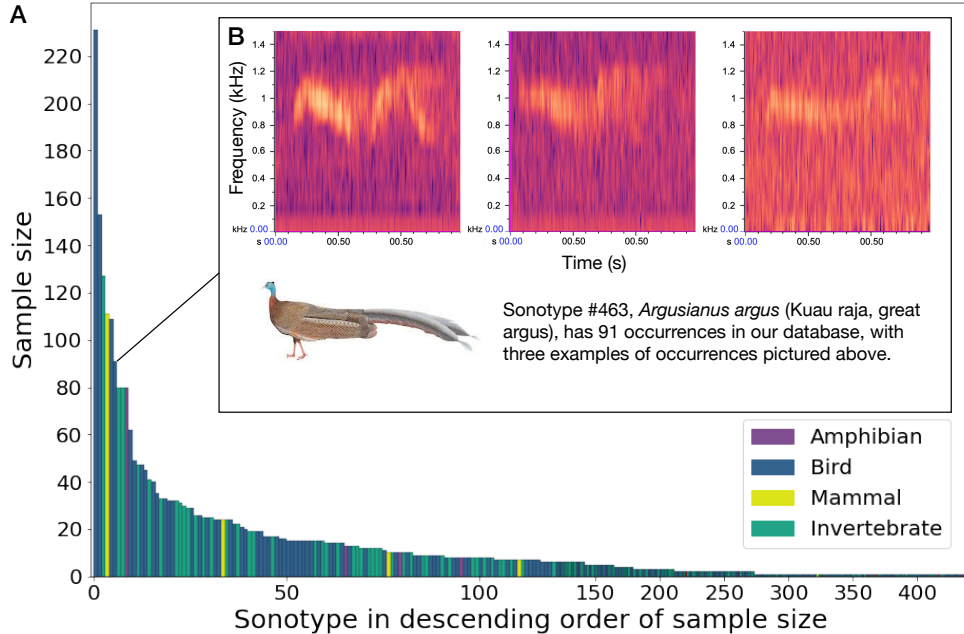 A
B
Sample size
220
200
180
160
140
120
100
80
60
40
20
0
0
50
100
150
200
250
300
350
400
Sonotype in descending order of sample size
Frequency (kHz)
1.4
1.2
1
0.8
0.6
0.4
0.2
kHz 0.00
s 00.00
00.50
00.50
1.4
1.2
1
0.8
0.6
0.4
0.2
kHz 0.00
s 00.00
00.50
00.50
1.4
1.2
1
0.8
0.6
0.4
0.2
kHz 0.00
s 00.00
00.50
00.50
Time (s)
Sonotype #463, Argusianus argus (Kuau raja, great
argus), has 91 occurrences in our database, with
three examples of occurrences pictured above.
Amphibian
Bird
Mammal
Invertebrate